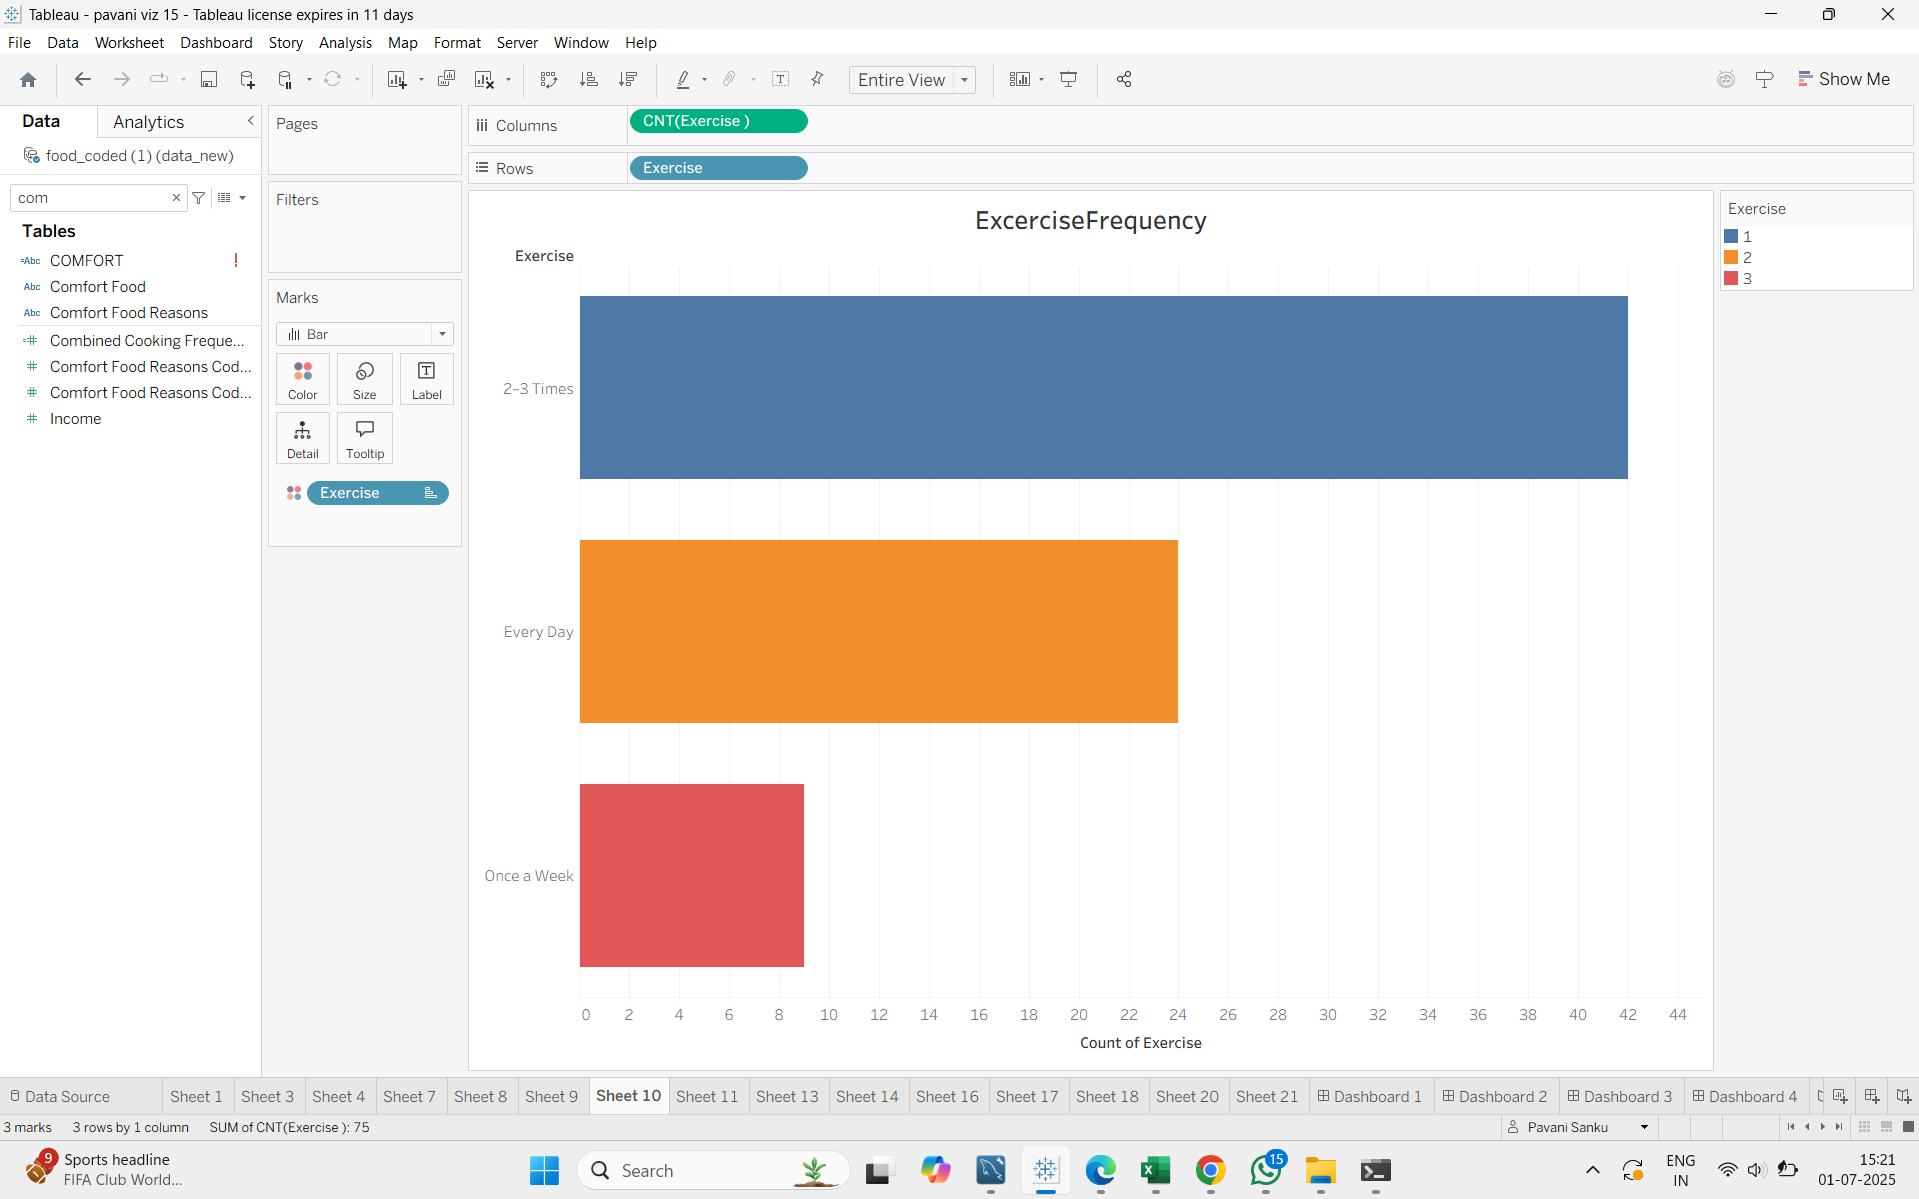 Tableau - pavani viz 15 - Tableau license expires in 11 days
File Data Worksheet Dashboard Story Analysis Map Format Server Window Help
Entire View
Show Me
Data Analytics
food_coded (1) (data_new)
com
Tables
Abc COMFORT !
Abc Comfort Food
Abc Comfort Food Reasons
Combined Cooking Freque...
Comfort Food Reasons Cod...
Comfort Food Reasons Cod...
Income
Pages
Filters
Marks
Bar
Color Size Label
Detail Tooltip
Exercise
Columns CNT(Exercise )
Rows Exercise
ExcerciseFrequency
Exercise
2–3 Times
Every Day
Once a Week
0 2 4 6 8 10 12 14 16 18 20 22 24 26 28 30 32 34 36 38 40 42 44
Count of Exercise
Exercise
1
2
3
Data Source Sheet 1 Sheet 3 Sheet 4 Sheet 7 Sheet 8 Sheet 9 Sheet 10 Sheet 11 Sheet 13 Sheet 14 Sheet 16 Sheet 17 Sheet 18 Sheet 20 Sheet 21 Dashboard 1 Dashboard 2 Dashboard 3 Dashboard 4
3 marks 3 rows by 1 column SUM of CNT(Exercise ): 75 Pavani Sanku
9 Sports headline
FIFA Club World...
Search
15
ENG
IN
15:21
01-07-2025